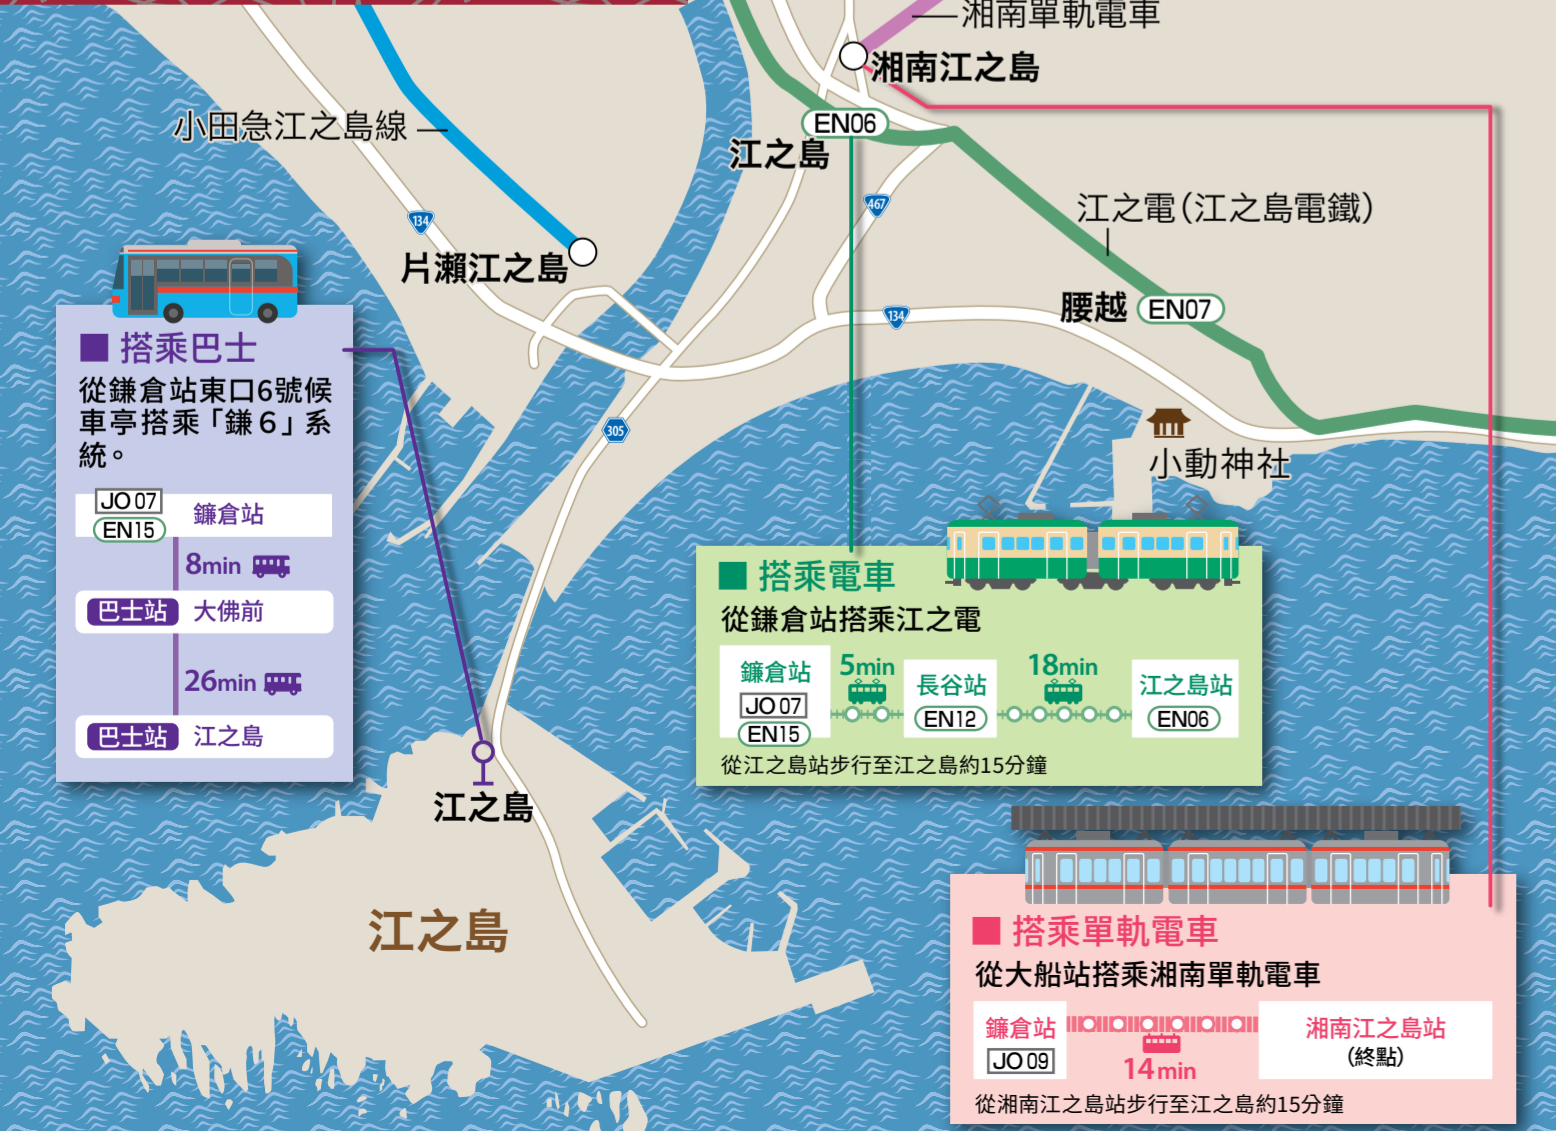 湘南單軌電車
湘南江之島
小田急江之島線
EN06
江之島
467
134
江之電(江之島電鐵)
片瀨江之島
腰越 EN07
134
305
小動神社
■ 搭乘巴士
從鎌倉站東口6號候
車亭搭乘「鎌6」系
統。
JO 07
EN15
鎌倉站
8min
巴士站 大佛前
26min
巴士站 江之島
■ 搭乘電車
從鎌倉站搭乘江之電
鎌倉站
JO 07
EN15
5min
長谷站
EN12
18min
江之島站
EN06
從江之島站步行至江之島約15分鐘
江之島
江之島
■ 搭乘單軌電車
從大船站搭乘湘南單軌電車
鎌倉站
JO 09
14min
湘南江之島站
(終點)
從湘南江之島站步行至江之島約15分鐘